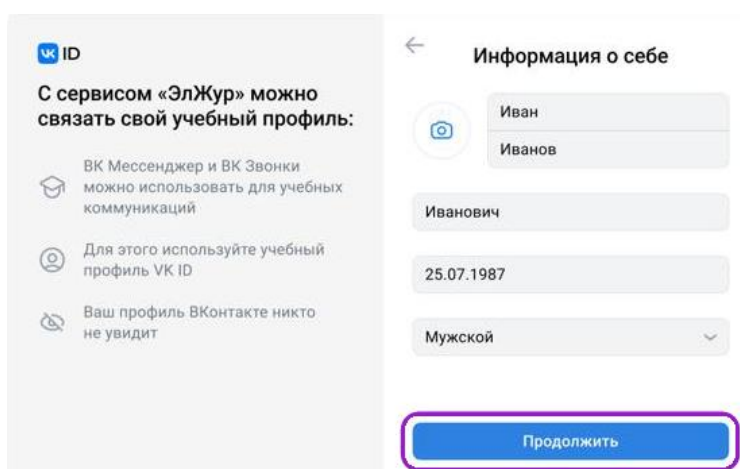 VK ID
С сервисом «ЭлЖур» можно
связать свой учебный профиль:
ВК Мессенджер и ВК Звонки
можно использовать для учебных
коммуникаций
Для этого используйте учебный
профиль VK ID
Ваш профиль ВКонтакте никто
не увидит
Информация о себе
Иван
Иванов
Иванович
25.07.1987
Мужской
Продолжить